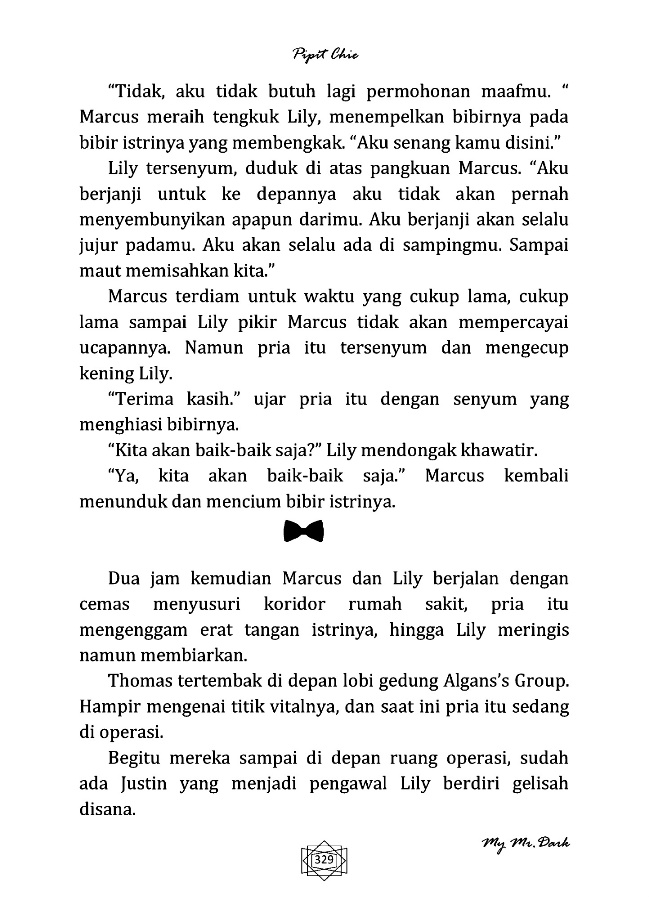 Pipit Chie
“Tidak, aku tidak butuh lagi permohonan maafmu. “
Marcus meraih tengkuk Lily, menempelkan bibirnya pada
bibir istrinya yang membengkak. “Aku senang kamu disini.”
Lily tersenyum, duduk di atas pangkuan Marcus. “Aku
berjanji untuk ke depannya aku tidak akan pernah
menyembunyikan apapun darimu. Aku berjanji akan selalu
jujur padamu. Aku akan selalu ada di sampingmu. Sampai
maut memisahkan kita.”
Marcus terdiam untuk waktu yang cukup lama, cukup
lama sampai Lily pikir Marcus tidak akan mempercayai
ucapannya. Namun pria itu tersenyum dan mengecup
kening Lily.
“Terima kasih.” ujar pria itu dengan senyum yang
menghiasi bibirnya.
“Kita akan baik-baik saja?” Lily mendongak khawatir.
“Ya, kita akan baik-baik saja.” Marcus kembali
menunduk dan mencium bibir istrinya.
Dua jam kemudian Marcus dan Lily berjalan dengan
cemas menyusuri koridor rumah sakit, pria itu
mengenggam erat tangan istrinya, hingga Lily meringis
namun membiarkan.
Thomas tertembak di depan lobi gedung Algans’s Group.
Hampir mengenai titik vitalnya, dan saat ini pria itu sedang
di operasi.
Begitu mereka sampai di depan ruang operasi, sudah
ada Justin yang menjadi pengawal Lily berdiri gelisah
disana.
My Mr. Dark
329